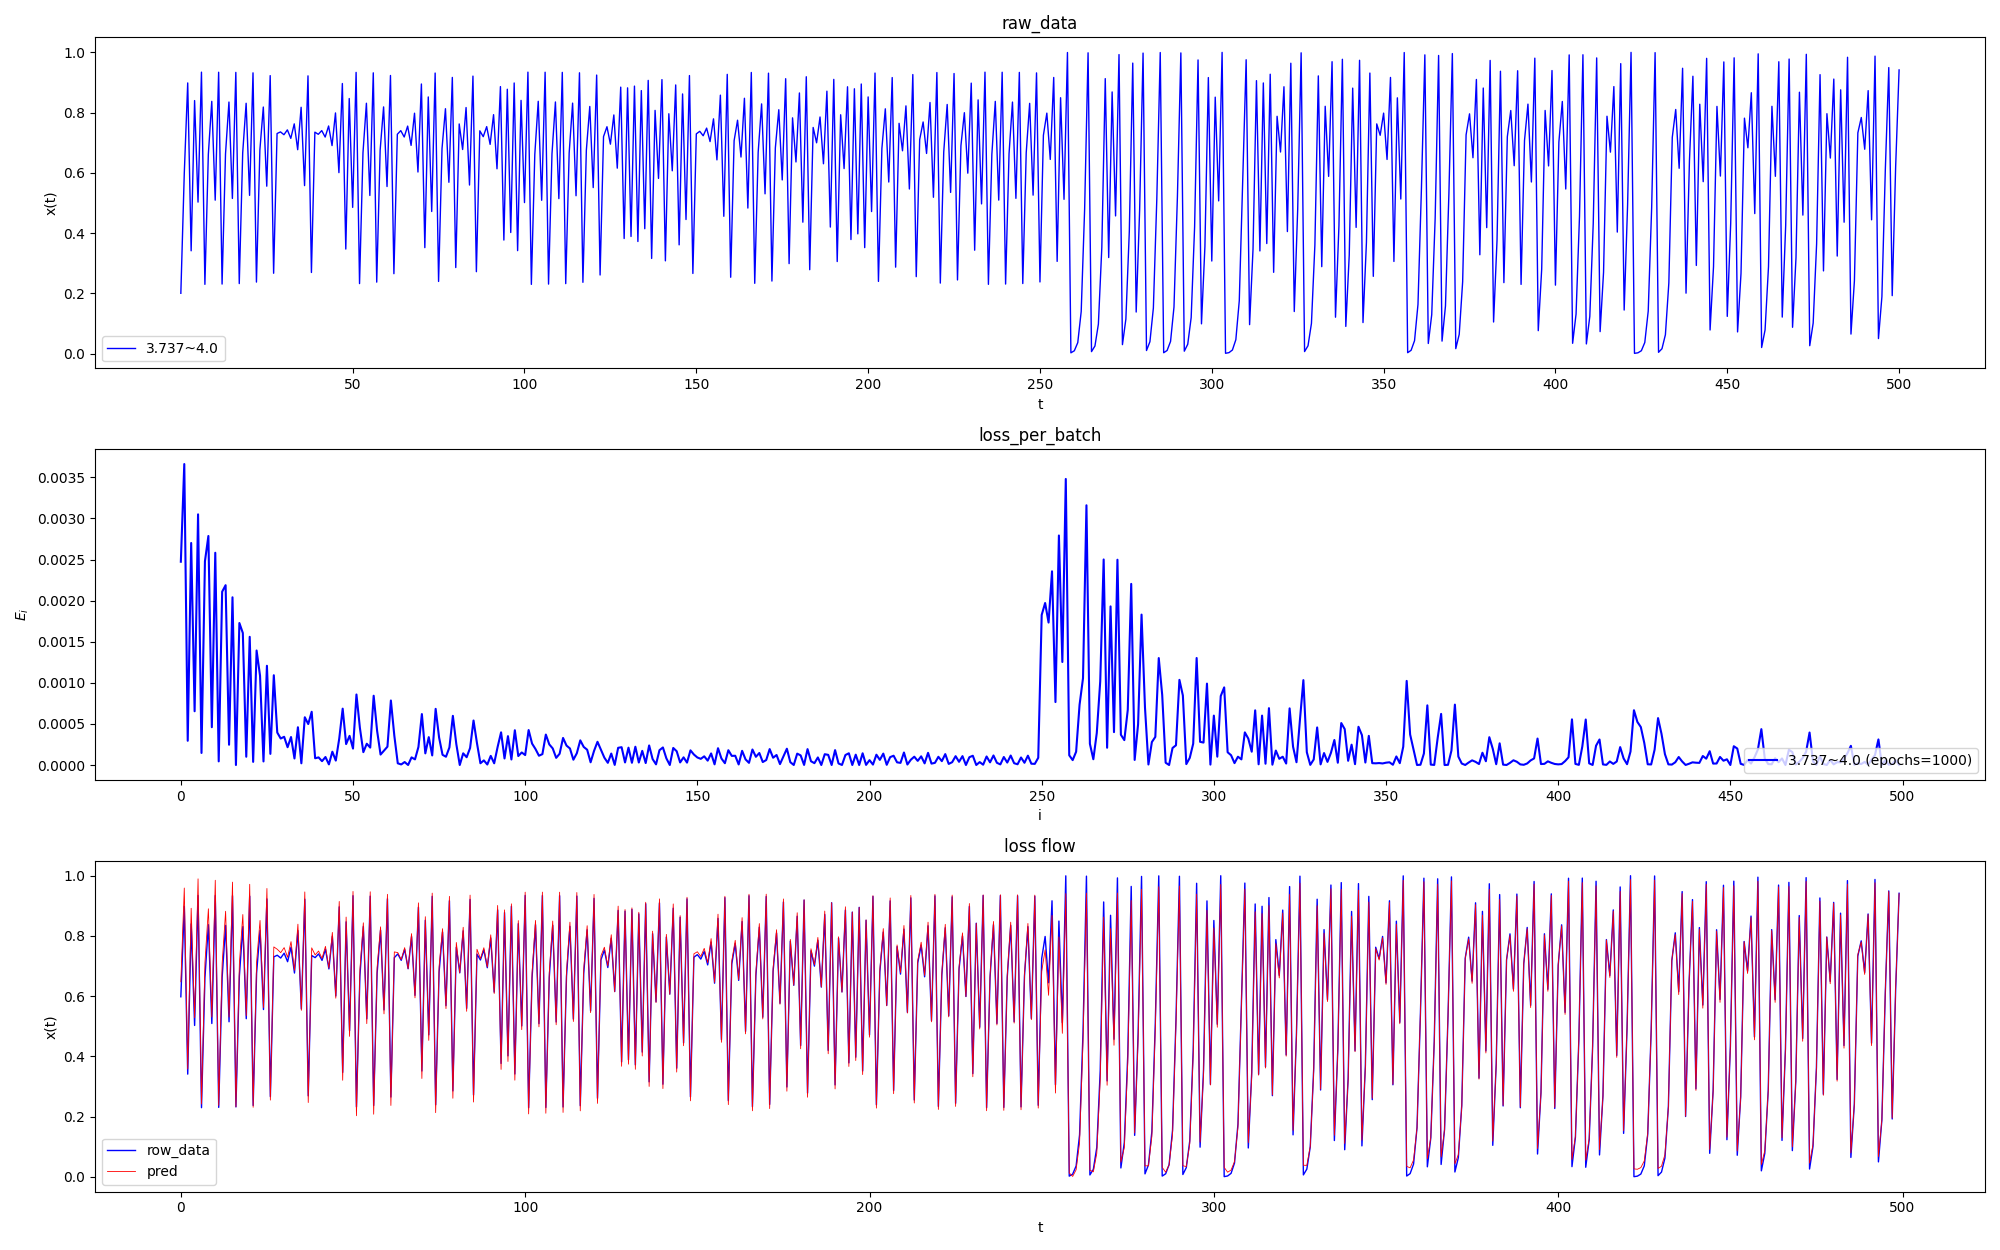 raw_data
1.0
0.8
0.6
0.4
0.2
0.0
x(t)
3.737~4.0
50 100 150 200 250 300 350 400 450 500
t
loss_per_batch
0.0035
0.0030
0.0025
0.0020
0.0015
0.0010
0.0005
0.0000
E_i
3.737~4.0 (epochs=1000)
0 50 100 150 200 250 300 350 400 450 500
i
loss flow
1.0
0.8
0.6
0.4
0.2
0.0
x(t)
row_data
pred
0 100 200 300 400 500
t